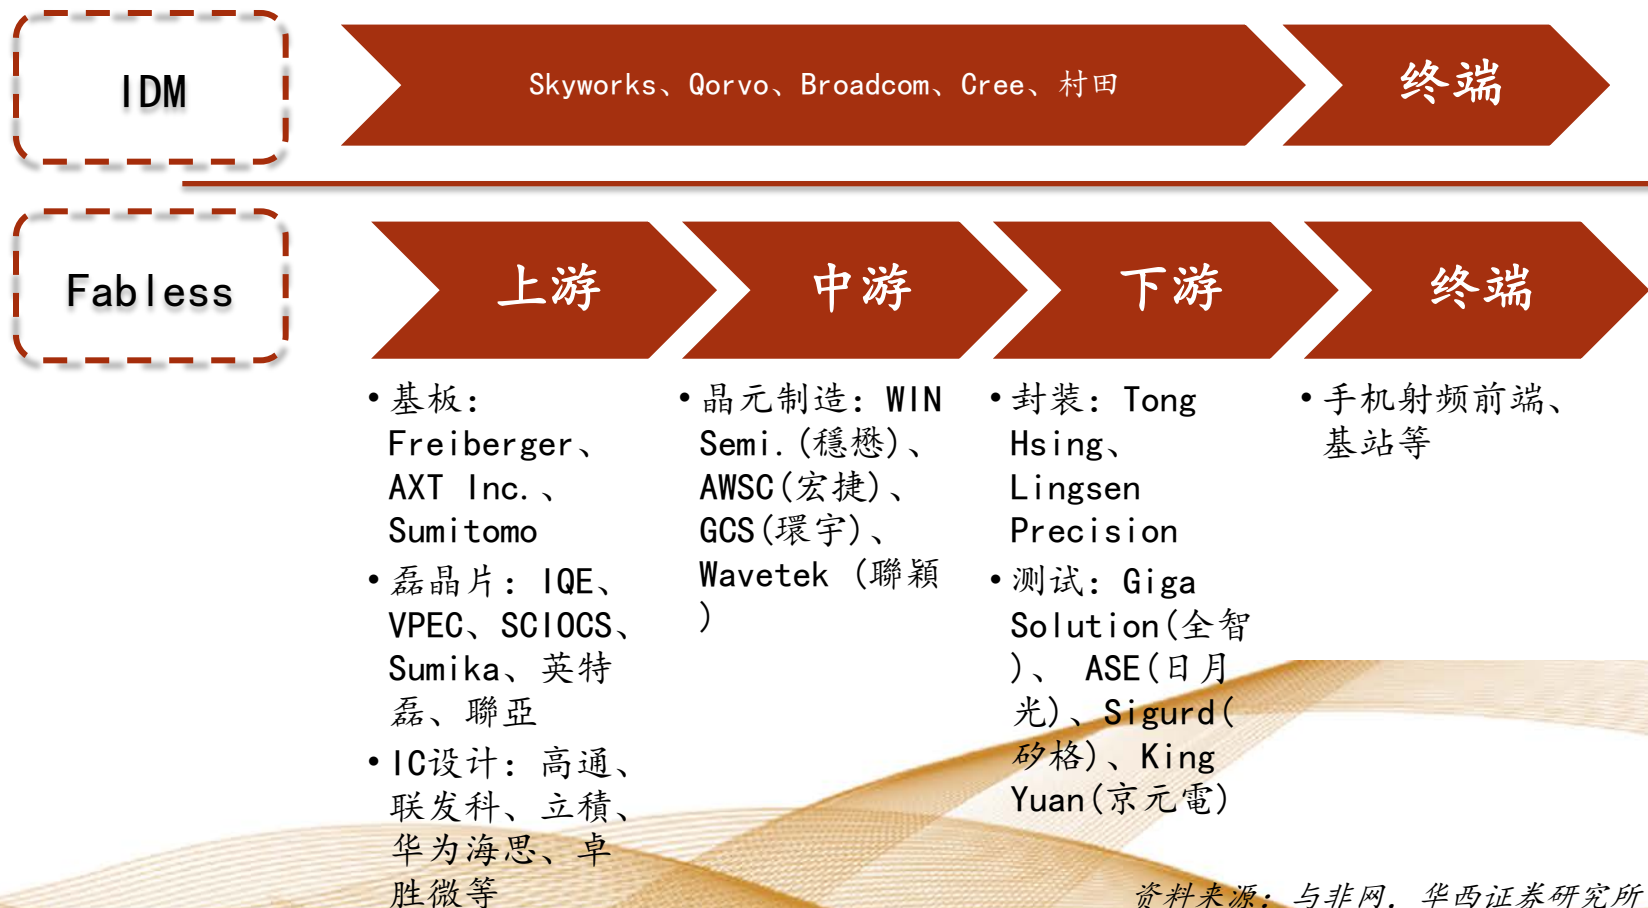 IDM
Skyworks、Qorvo、Broadcom、Cree、村田
终端
Fabless
上游
中游
下游
终端
•基板：
Freiberger、
AXT Inc.、
Sumitomo
•磊晶片：IQE、
VPEC、SCIOCS、
Sumika、英特
磊、聯亞
•IC设计：高通、
联发科、立積、
华为海思、卓
胜微等
•晶元制造：WIN
Semi.(穩懋)、
AWSC(宏捷)、
GCS(環宇)、
Wavetek (聯穎
)
•封装：Tong
Hsing、
Lingsen
Precision
•测试：Giga
Solution(全智
)、 ASE(日月
光)、Sigurd(
矽格)、King
Yuan(京元電)
•手机射频前端、
基站等
资料来源：与非网，华西证券研究所